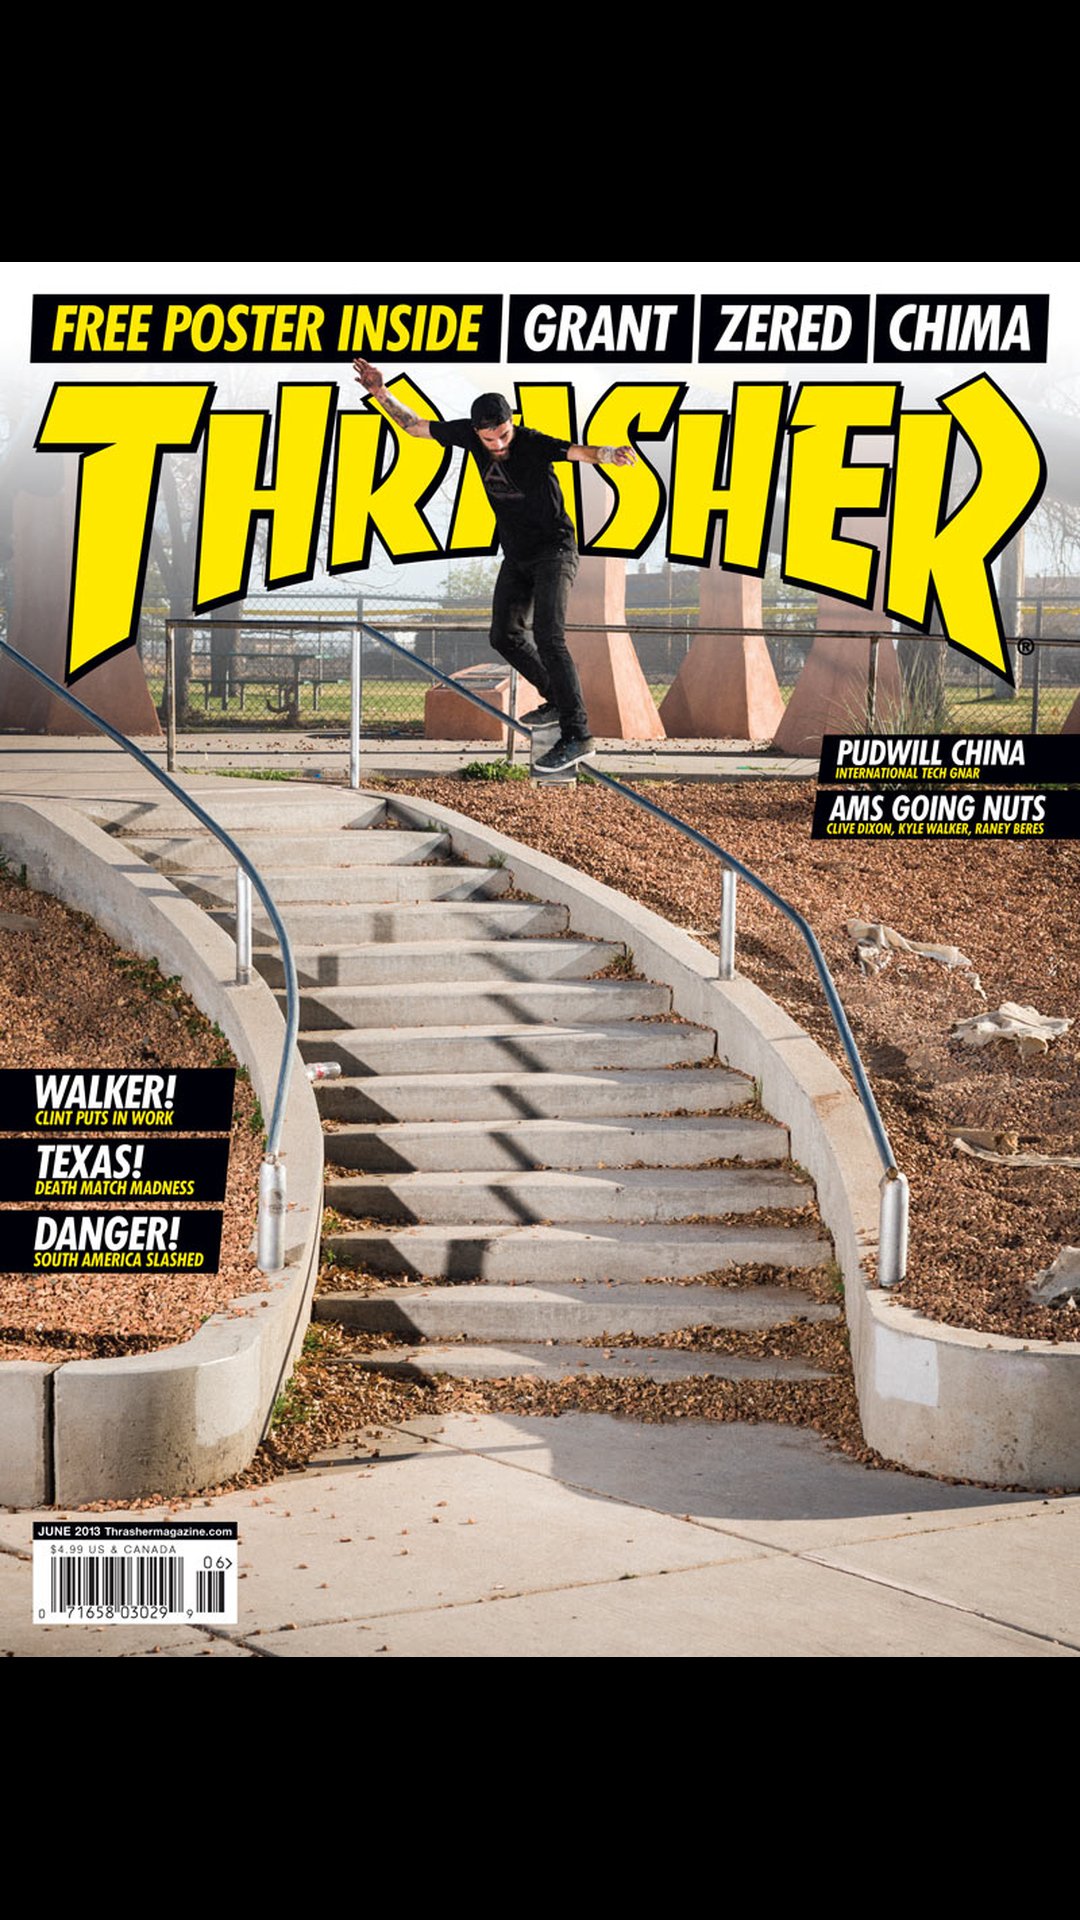 FREE POSTER INSIDE GRANT ZERED CHIMA
THRASHER®
PUDWILL CHINA
INTERNATIONAL TECH GNAR
AMS GOING NUTS
CLIVE DIXON, KYLE WALKER, RANEY BERES
WALKER!
CLINT PUTS IN WORK
TEXAS!
DEATH MATCH MADNESS
DANGER!
SOUTH AMERICA SLASHED
JUNE 2013 Thrashermagazine.com
$4.99 US & CANADA
06>
0 71658 03029 9